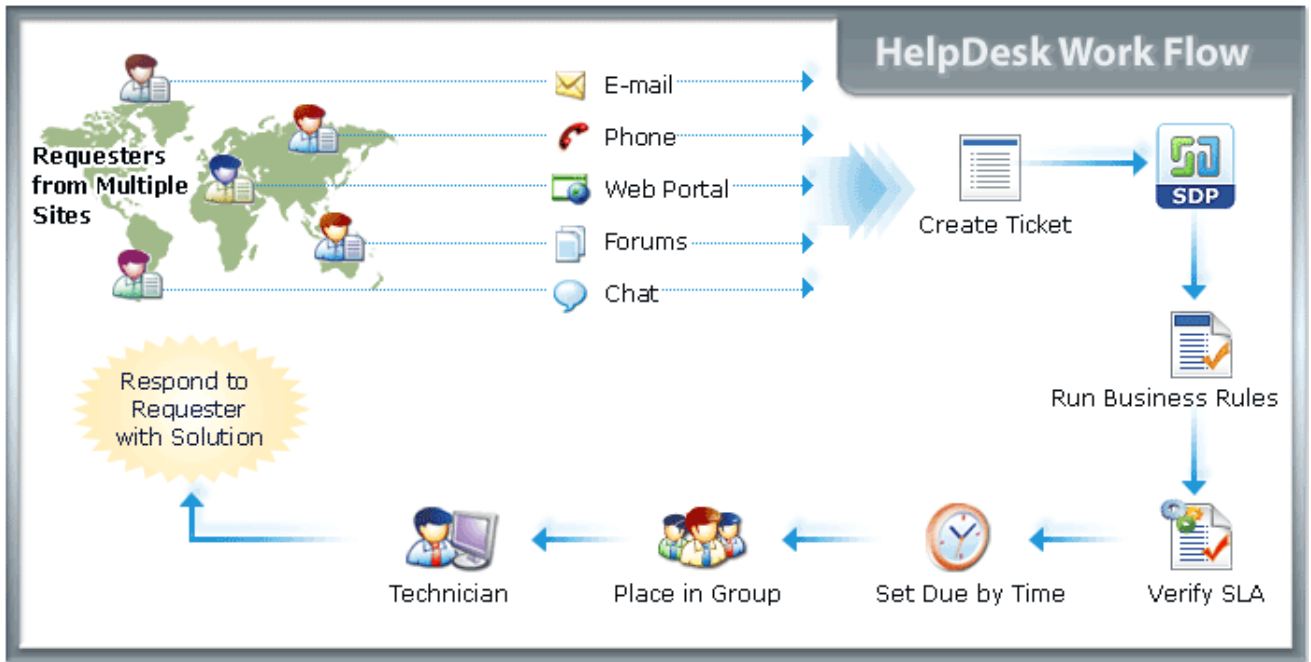 HelpDesk Work Flow
E-mail
Phone
Requesters
from Multiple
Sites
Web Portal
Forums
Chat
Create Ticket
SDP
Run Business Rules
Verify SLA
Set Due by Time
Place in Group
Technician
Respond to
Requester
with Solution